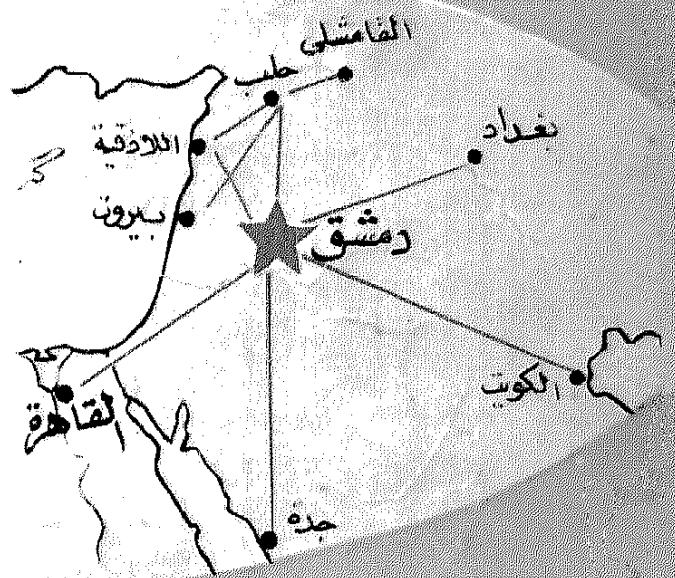 القامشلي
حلب
بغداد
اللاذقية
بيروت
دمشق
الكويت
القاهرة
جدة